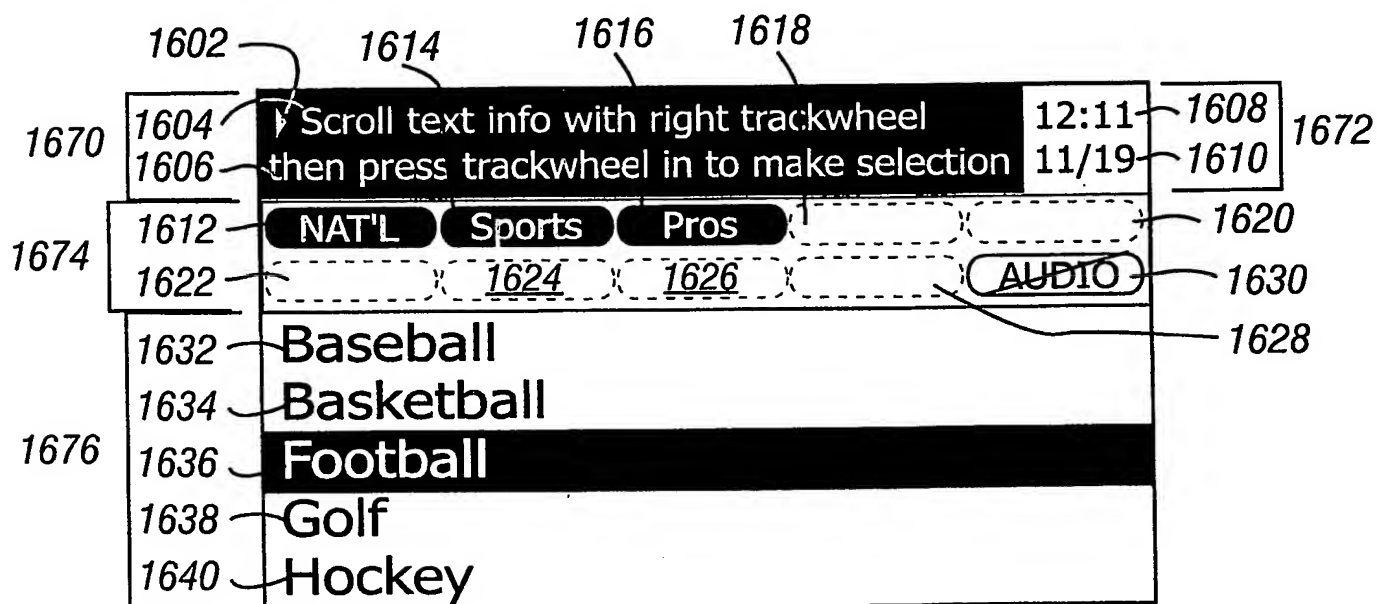 1602 1614 1616 1618
1670 1604 Scroll text info with right trackwheel 12:11 1608 1672
1606 then press trackwheel in to make selection 11/19 1610
1674 1612 NAT'L Sports Pros 1620
1622 1624 1626 AUDIO 1630
1628
1632 Baseball
1634 Basketball
1676 1636 Football
1638 Golf
1640 Hockey